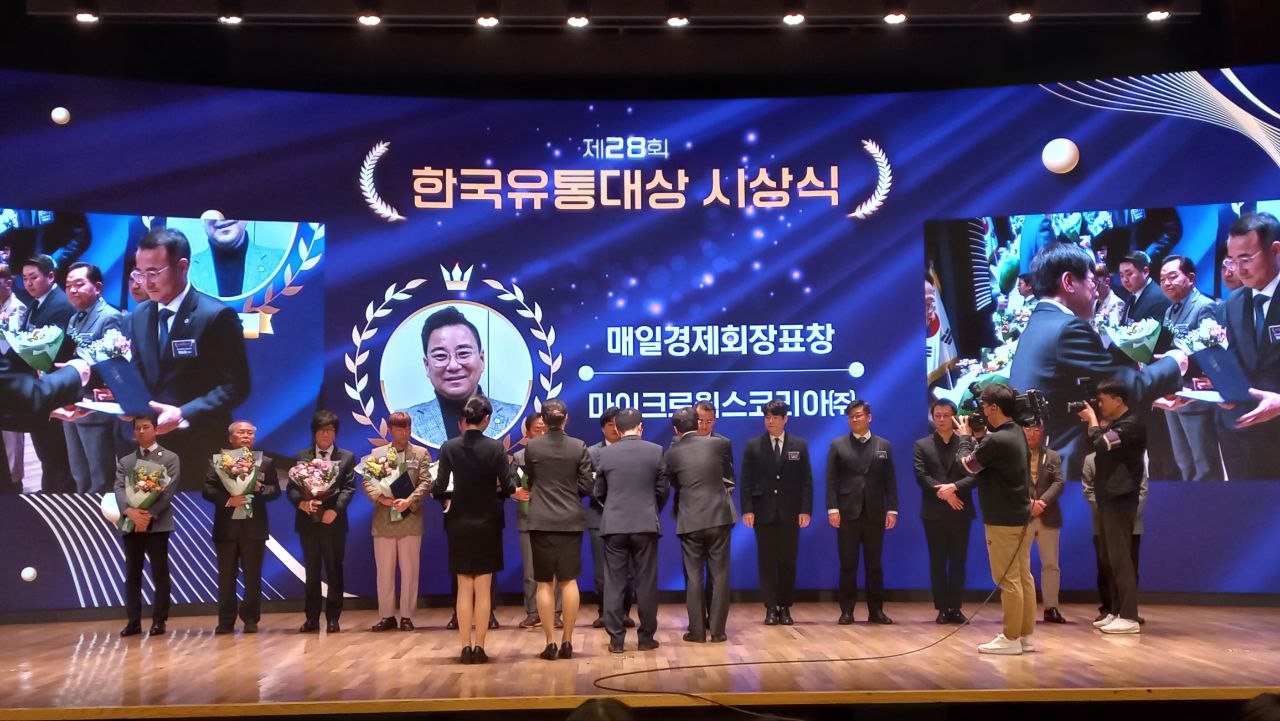 제28회
한국유통대상 시상식
매일경제회장표창
마이크로웍스코리아㈜